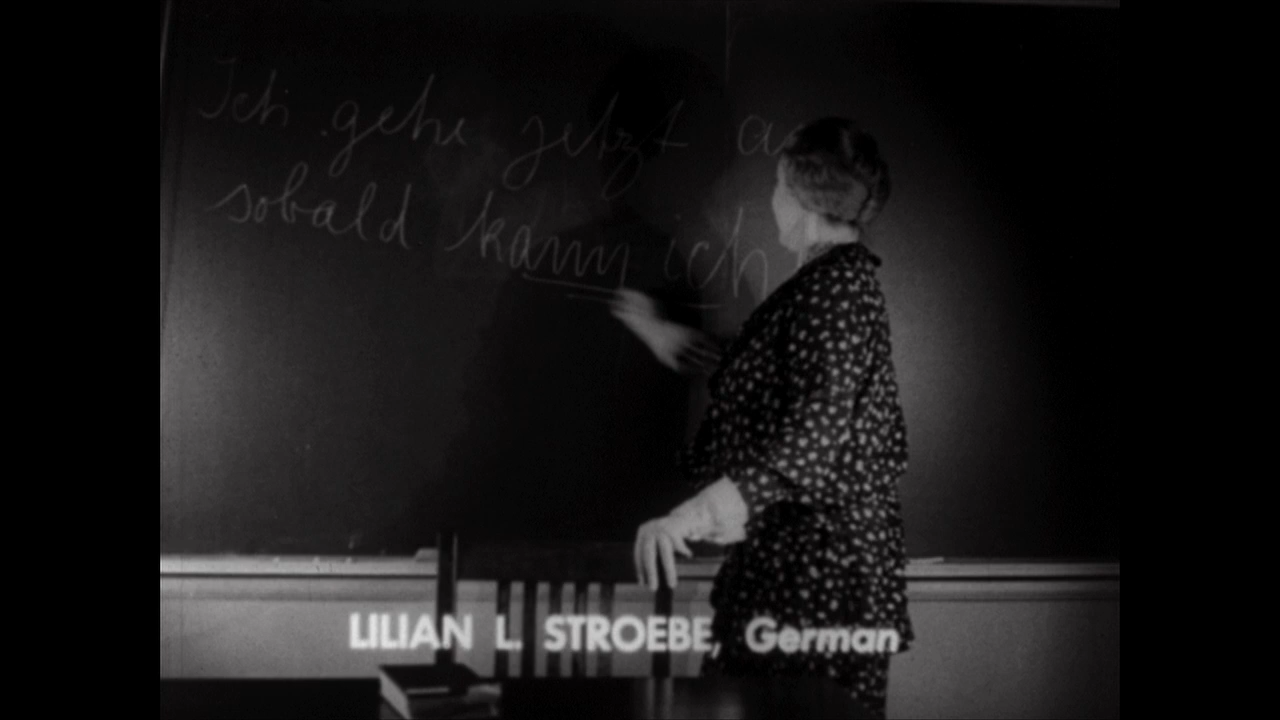 Ich gehe jetzt a
sobald kann ich
LILIAN L. STROEBE, German